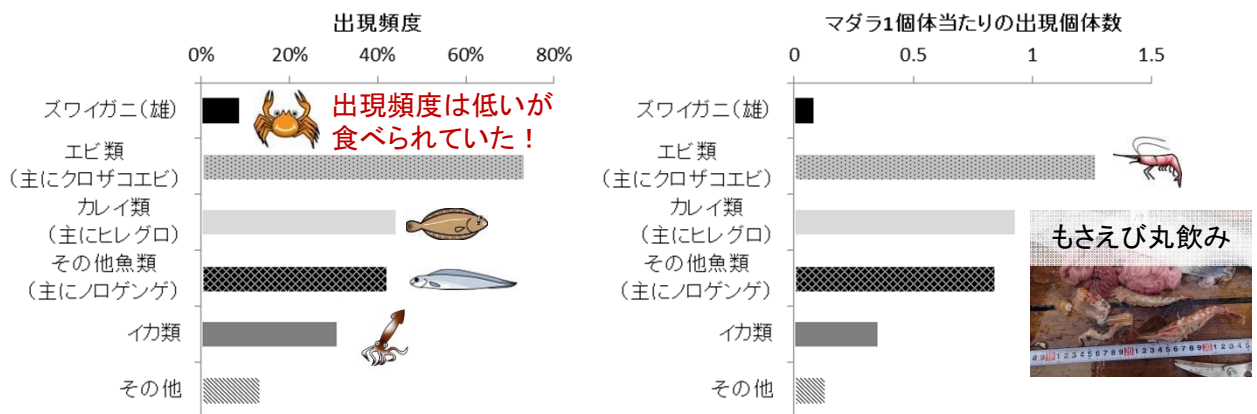 出現頻度
0%
20%
40%
60%
80%
ズワイガニ(雄)
エビ類
(主にクロザコエビ)
カレイ類
(主にヒレグロ)
その他魚類
(主にノロゲンゲ)
イカ類
その他
出現頻度は低いが
食べられていた!
マダラ1個体当たりの出現個体数
0
0.5
1
1.5
ズワイガニ(雄)
エビ類
(主にクロザコエビ)
カレイ類
(主にヒレグロ)
その他魚類
(主にノロゲンゲ)
イカ類
その他
もさえび丸飲み